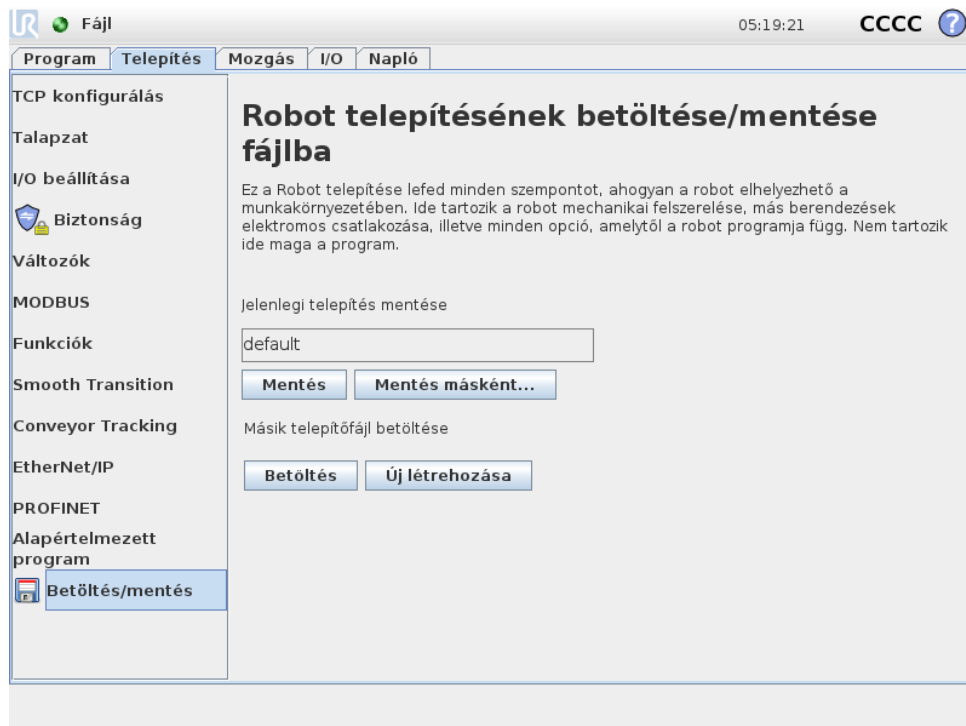 UR
Fájl
05:19:21
CCCC
?
Program
Telepítés
Mozgás
I/O
Napló
TCP konfigurálás
Talapzat
I/O beállítása
Biztonság
Változók
MODBUS
Funkciók
Smooth Transition
Conveyor Tracking
EtherNet/IP
PROFINET
Alapértelmezett
program
Betöltés/mentés
Robot telepítésének betöltése/mentése
fájlba
Ez a Robot telepítése lefed minden szempontot, ahogyan a robot elhelyezhető a
munkakörnyezetében. Ide tartozik a robot mechanikai felszerelése, más berendezések
elektromos csatlakozása, illetve minden opció, amelytől a robot programja függ. Nem tartozik
ide maga a program.
Jelenlegi telepítés mentése
default
Mentés
Mentés másként...
Másik telepítőfájl betöltése
Betöltés
Új létrehozása